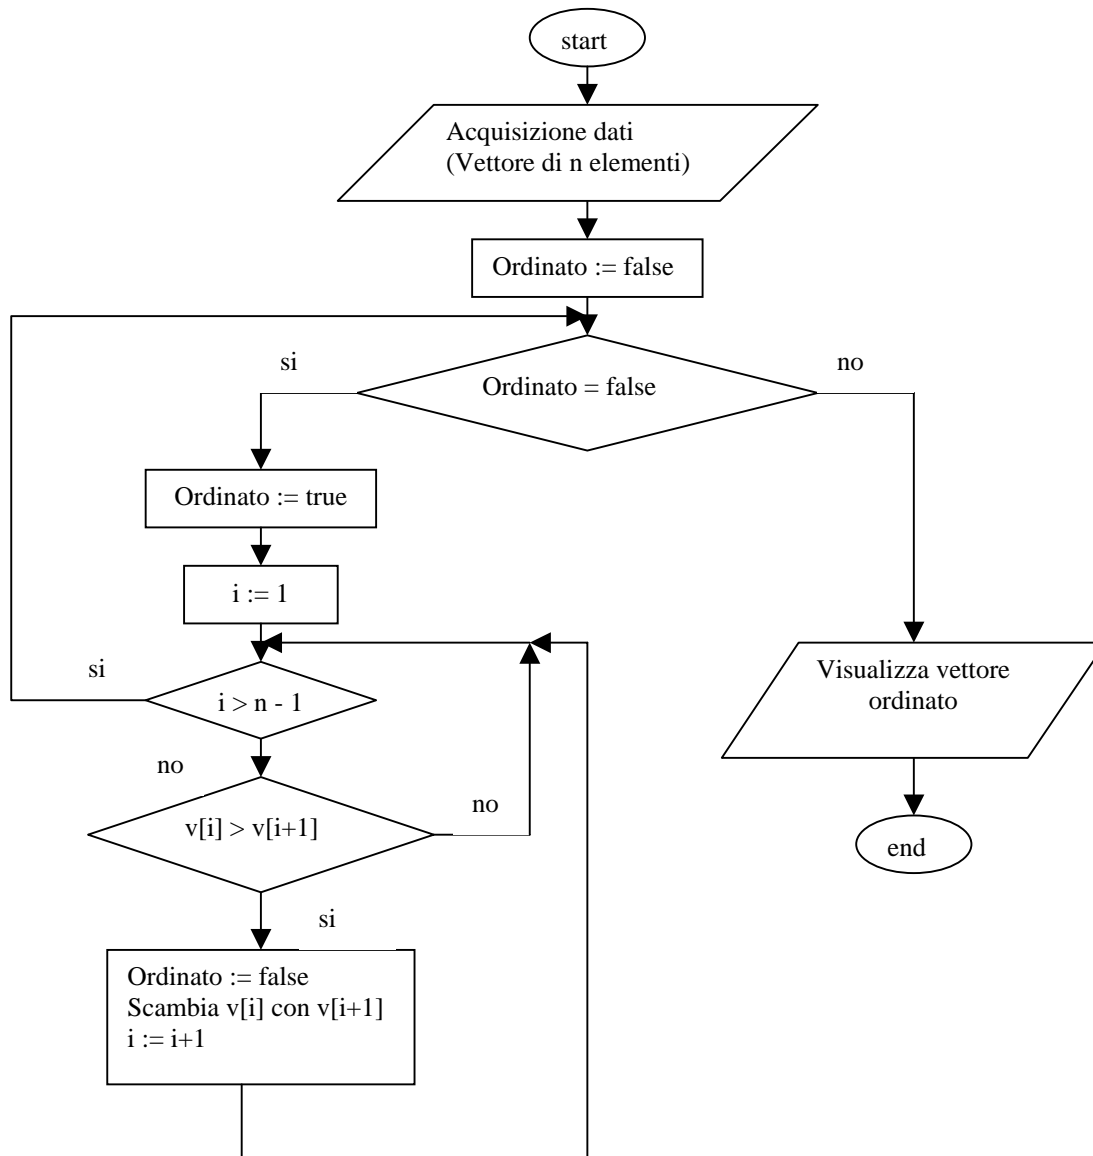 start
Acquisizione dati
(Vettore di n elementi)
Ordinato := false
si
no
Ordinato = false
Ordinato := true
i := 1
si
i > n - 1
Visualizza vettore
ordinato
no
no
v[i] > v[i+1]
end
si
Ordinato := false
Scambia v[i] con v[i+1]
i := i+1